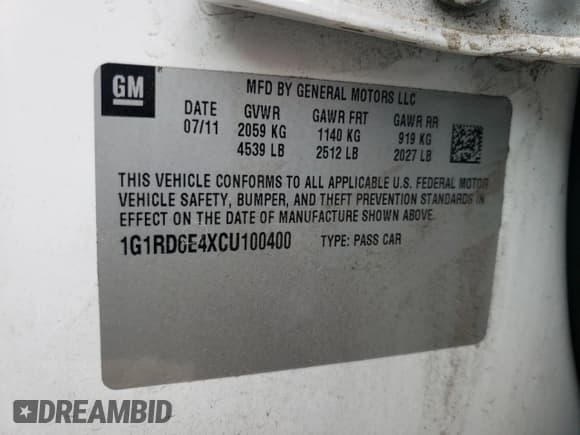 GM
MFD BY GENERAL MOTORS LLC
DATE GVWR GAWR FRT GAWR RR
07/11 2059 KG 1140 KG 919 KG
4539 LB 2512 LB 2027 LB
THIS VEHICLE CONFORMS TO ALL APPLICABLE U.S. FEDERAL MOTOR
VEHICLE SAFETY, BUMPER, AND THEFT PREVENTION STANDARDS IN
EFFECT ON THE DATE OF MANUFACTURE SHOWN ABOVE.
1G1RD6E4XCU100400 TYPE: PASS CAR
DREAMBID